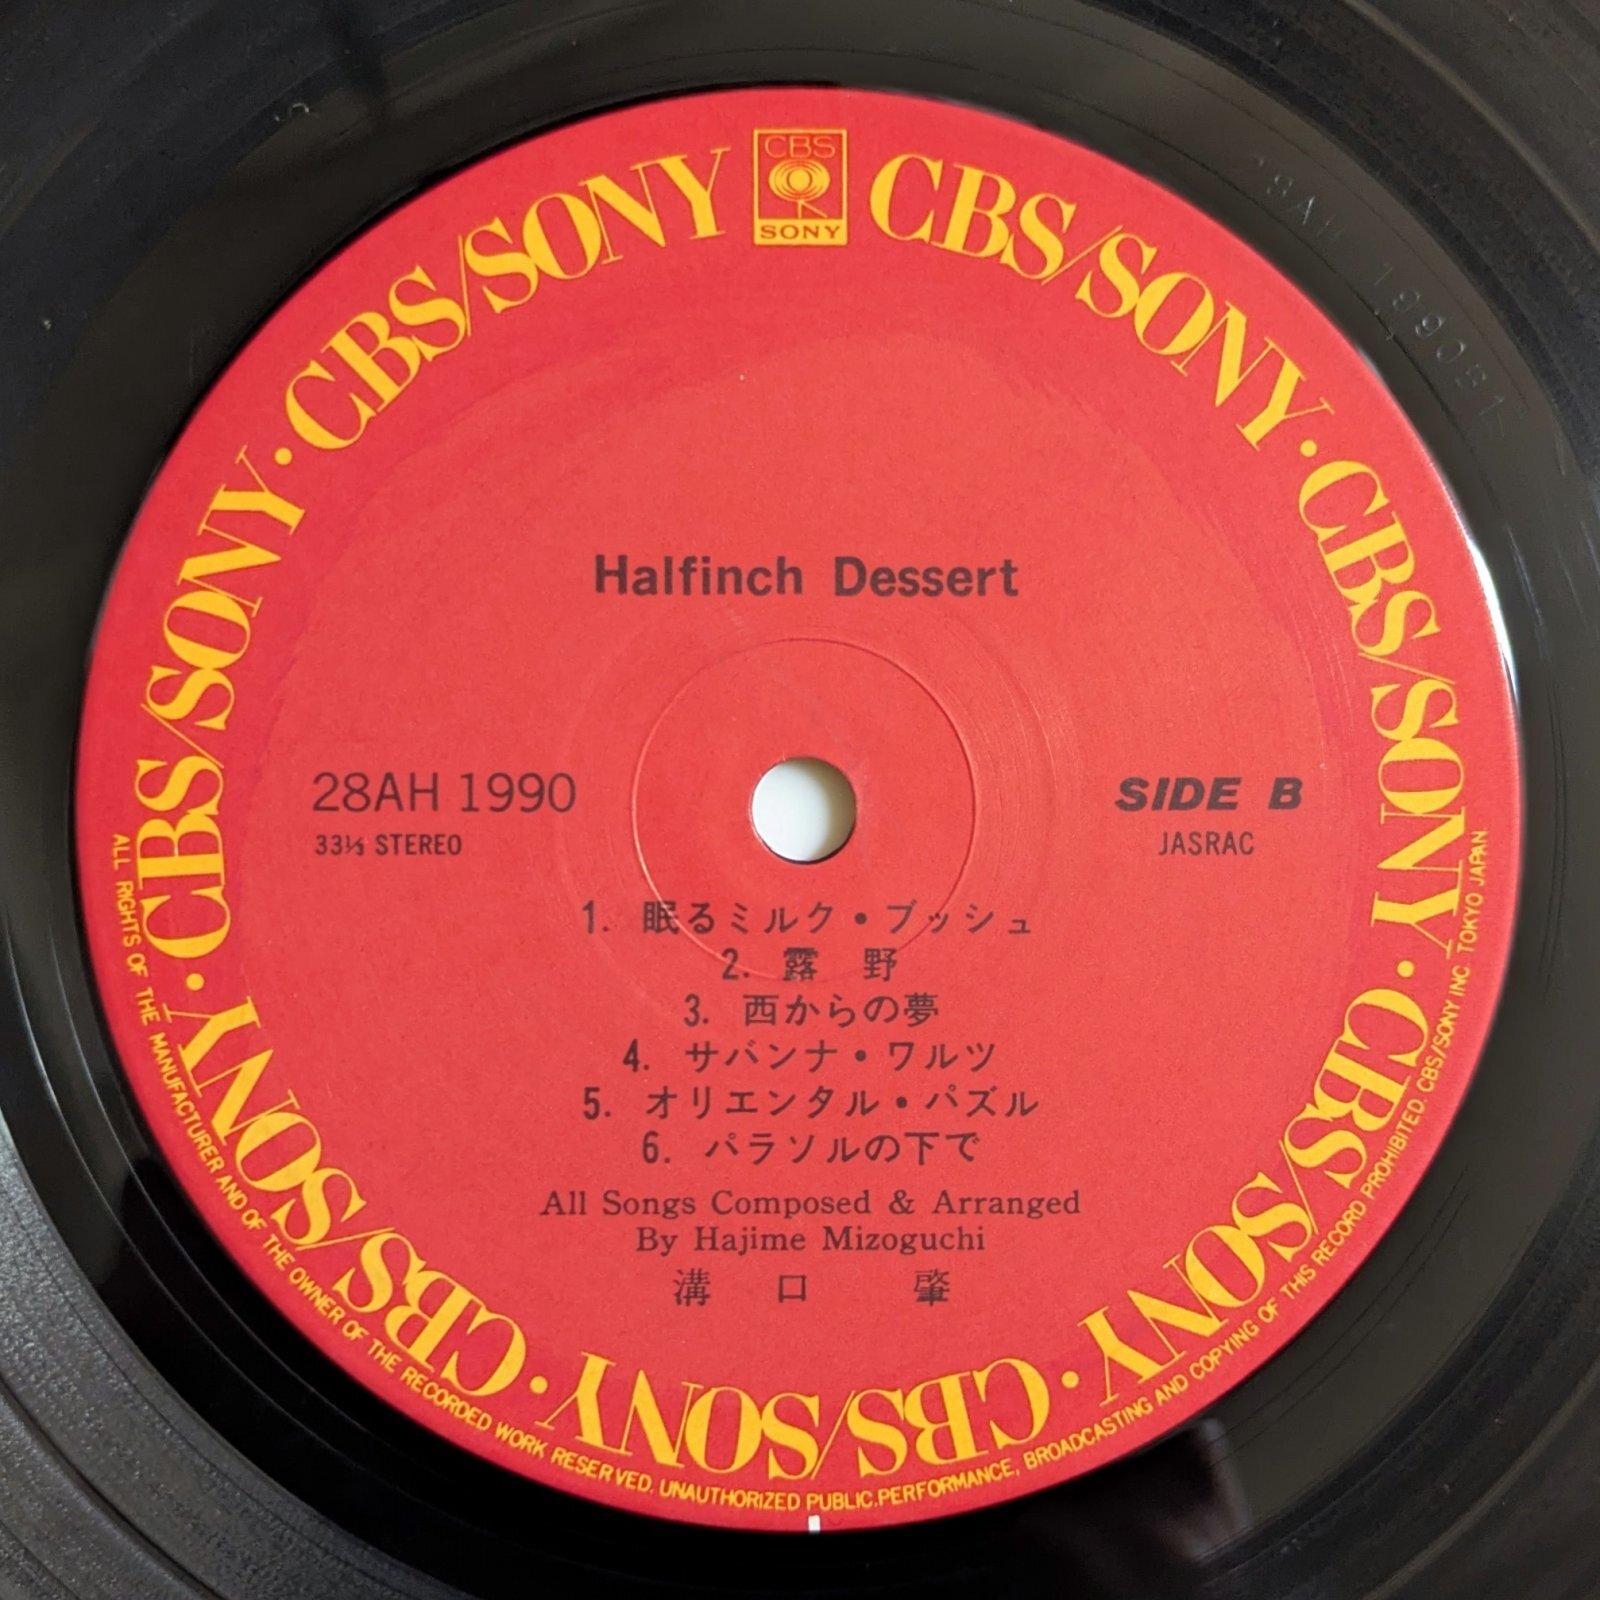 CBS
SONY
CBS/SONY · CBS/SONY · CBS/SONY · CBS/SONY · CBS/SONY · CBS/SONY · CBS/SONY · CBS/SONY
Halfinch Dessert
28AH 1990
33⅓ STEREO
SIDE B
JASRAC
1. 眠るミルク・ブッシュ
2. 露 野
3. 西からの夢
4. サバンナ・ワルツ
5. オリエンタル・パズル
6. パラソルの下で
All Songs Composed & Arranged
By Hajime Mizoguchi
溝 口 肇
ALL RIGHTS OF THE MANUFACTURER AND OF THE OWNER OF THE RECORDED WORK RESERVED. UNAUTHORIZED PUBLIC. PERFORMANCE, BROADCASTING AND COPYING OF THIS RECORD PROHIBITED. CBS/SONY INC. TOKYO JAPAN